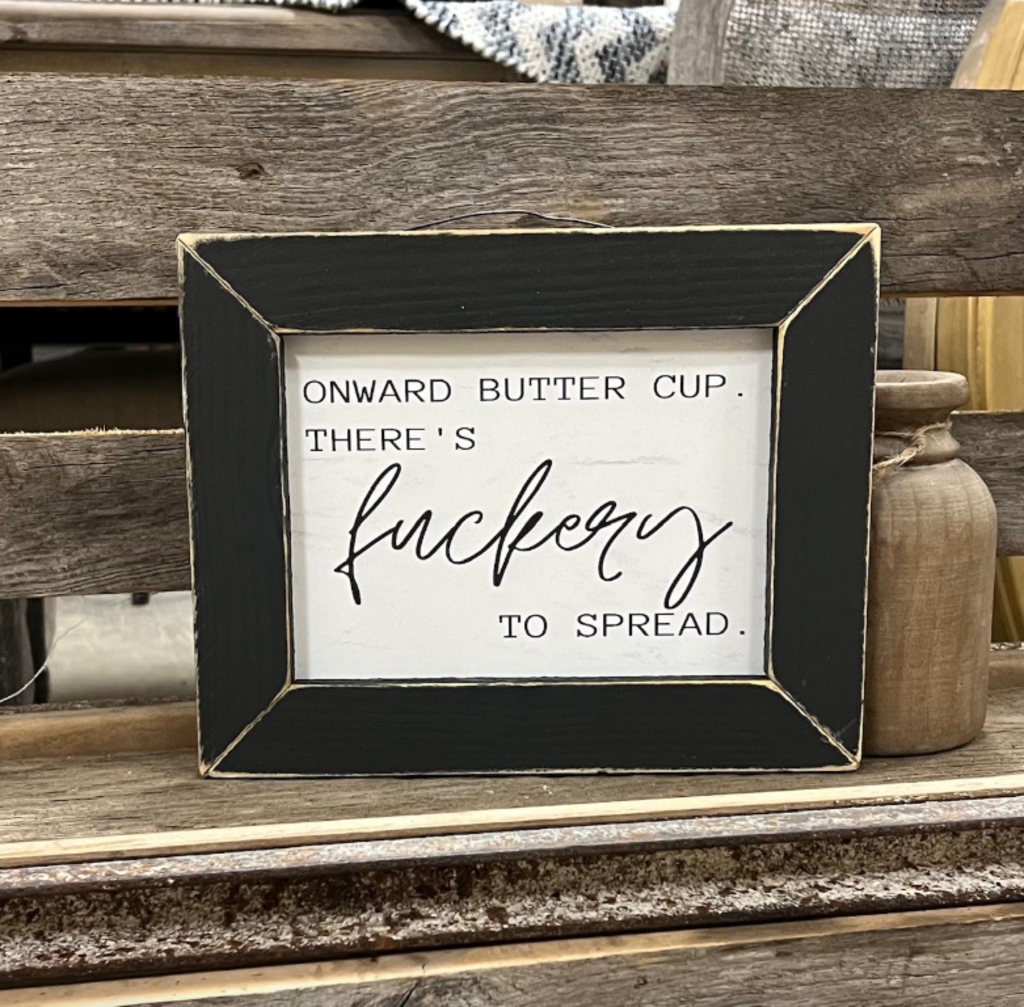 ONWARD BUTTER CUP.
THERE'S
fuckery
TO SPREAD.